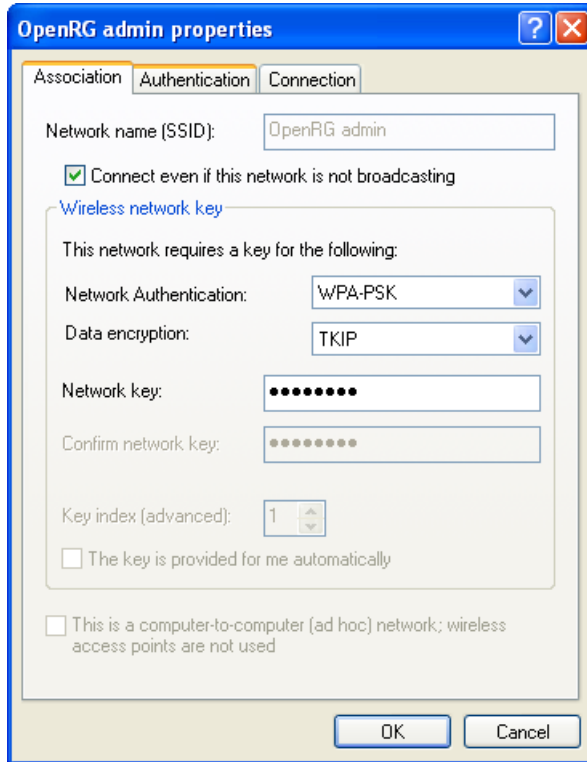 OpenRG admin properties
Association Authentication Connection
Network name (SSID): OpenRG admin
Connect even if this network is not broadcasting
Wireless network key
This network requires a key for the following:
Network Authentication: WPA-PSK
Data encryption: TKIP
Network key: ••••••••
Confirm network key: ••••••••
Key index (advanced): 1
The key is provided for me automatically
This is a computer-to-computer (ad hoc) network; wireless
access points are not used
OK Cancel